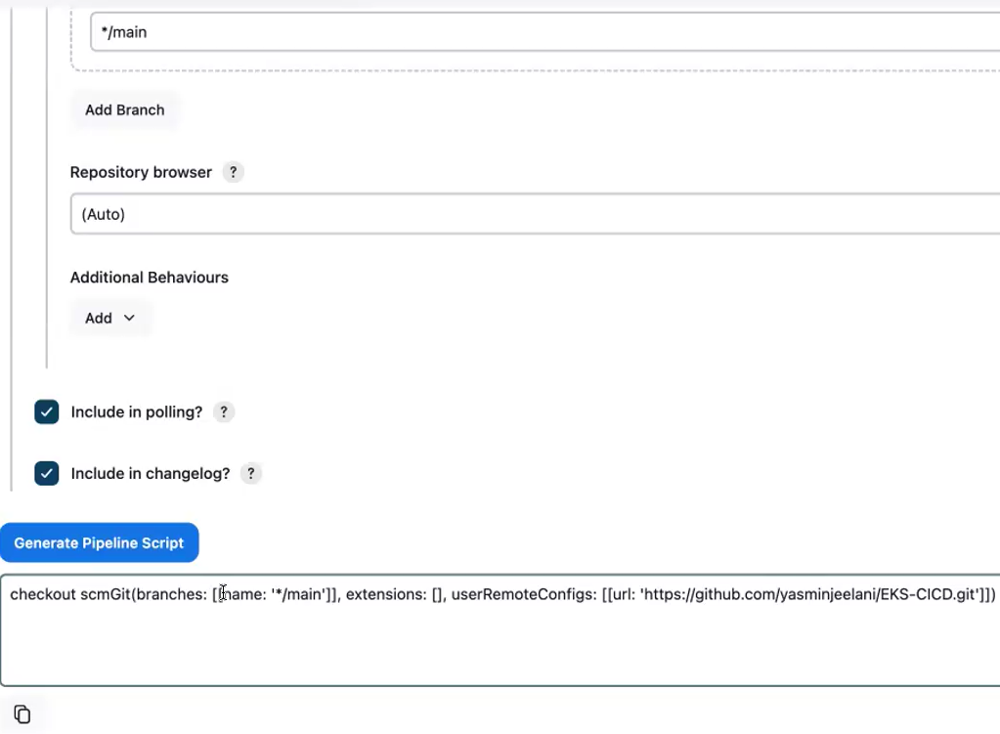 */main
Add Branch
Repository browser ?
(Auto)
Additional Behaviours
Add
Include in polling? ?
Include in changelog? ?
Generate Pipeline Script
checkout scmGit(branches: [[name: '*/main']], extensions: [], userRemoteConfigs: [[url: 'https://github.com/yasminjeelani/EKS-CICD.git']])